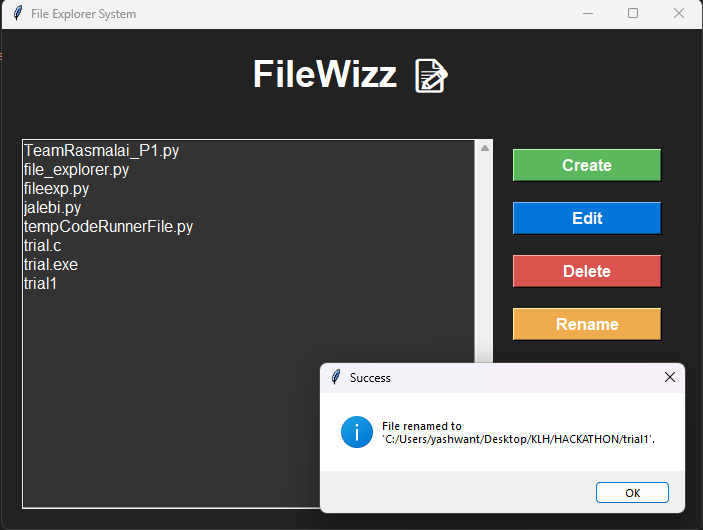 File Explorer System
FileWizz
TeamRasmalai_P1.py
file_explorer.py
fileexp.py
jalebi.py
tempCodeRunnerFile.py
trial.c
trial.exe
trial1
Create
Edit
Delete
Rename
Success
File renamed to
'C:/Users/yashwant/Desktop/KLH/HACKATHON/trial1'.
OK